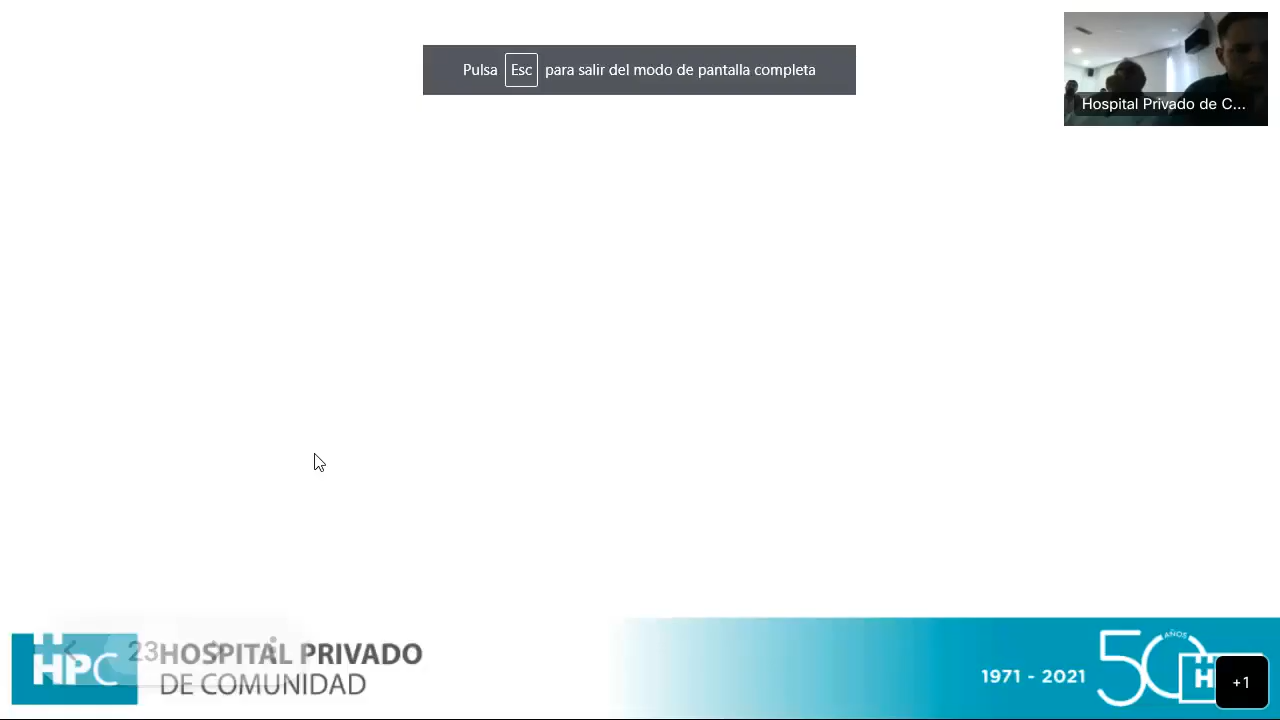 Pulsa Esc para salir del modo de pantalla completa
Hospital Privado de C...
HPC
23
HOSPITAL PRIVADO
DE COMUNIDAD
1971 - 2021
50 AÑOS
H
+1